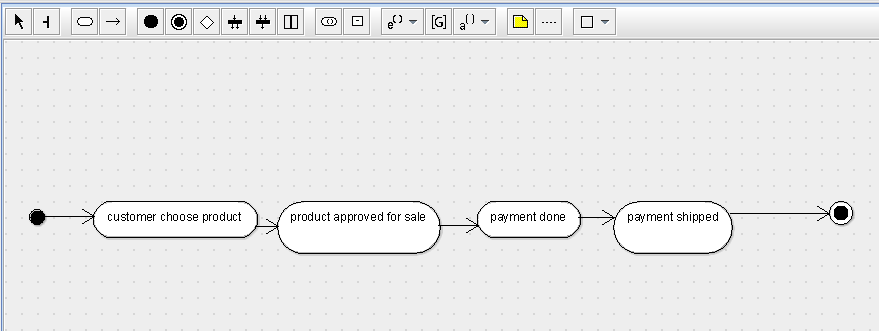 e() [G] a()
customer choose product
product approved for sale
payment done
payment shipped